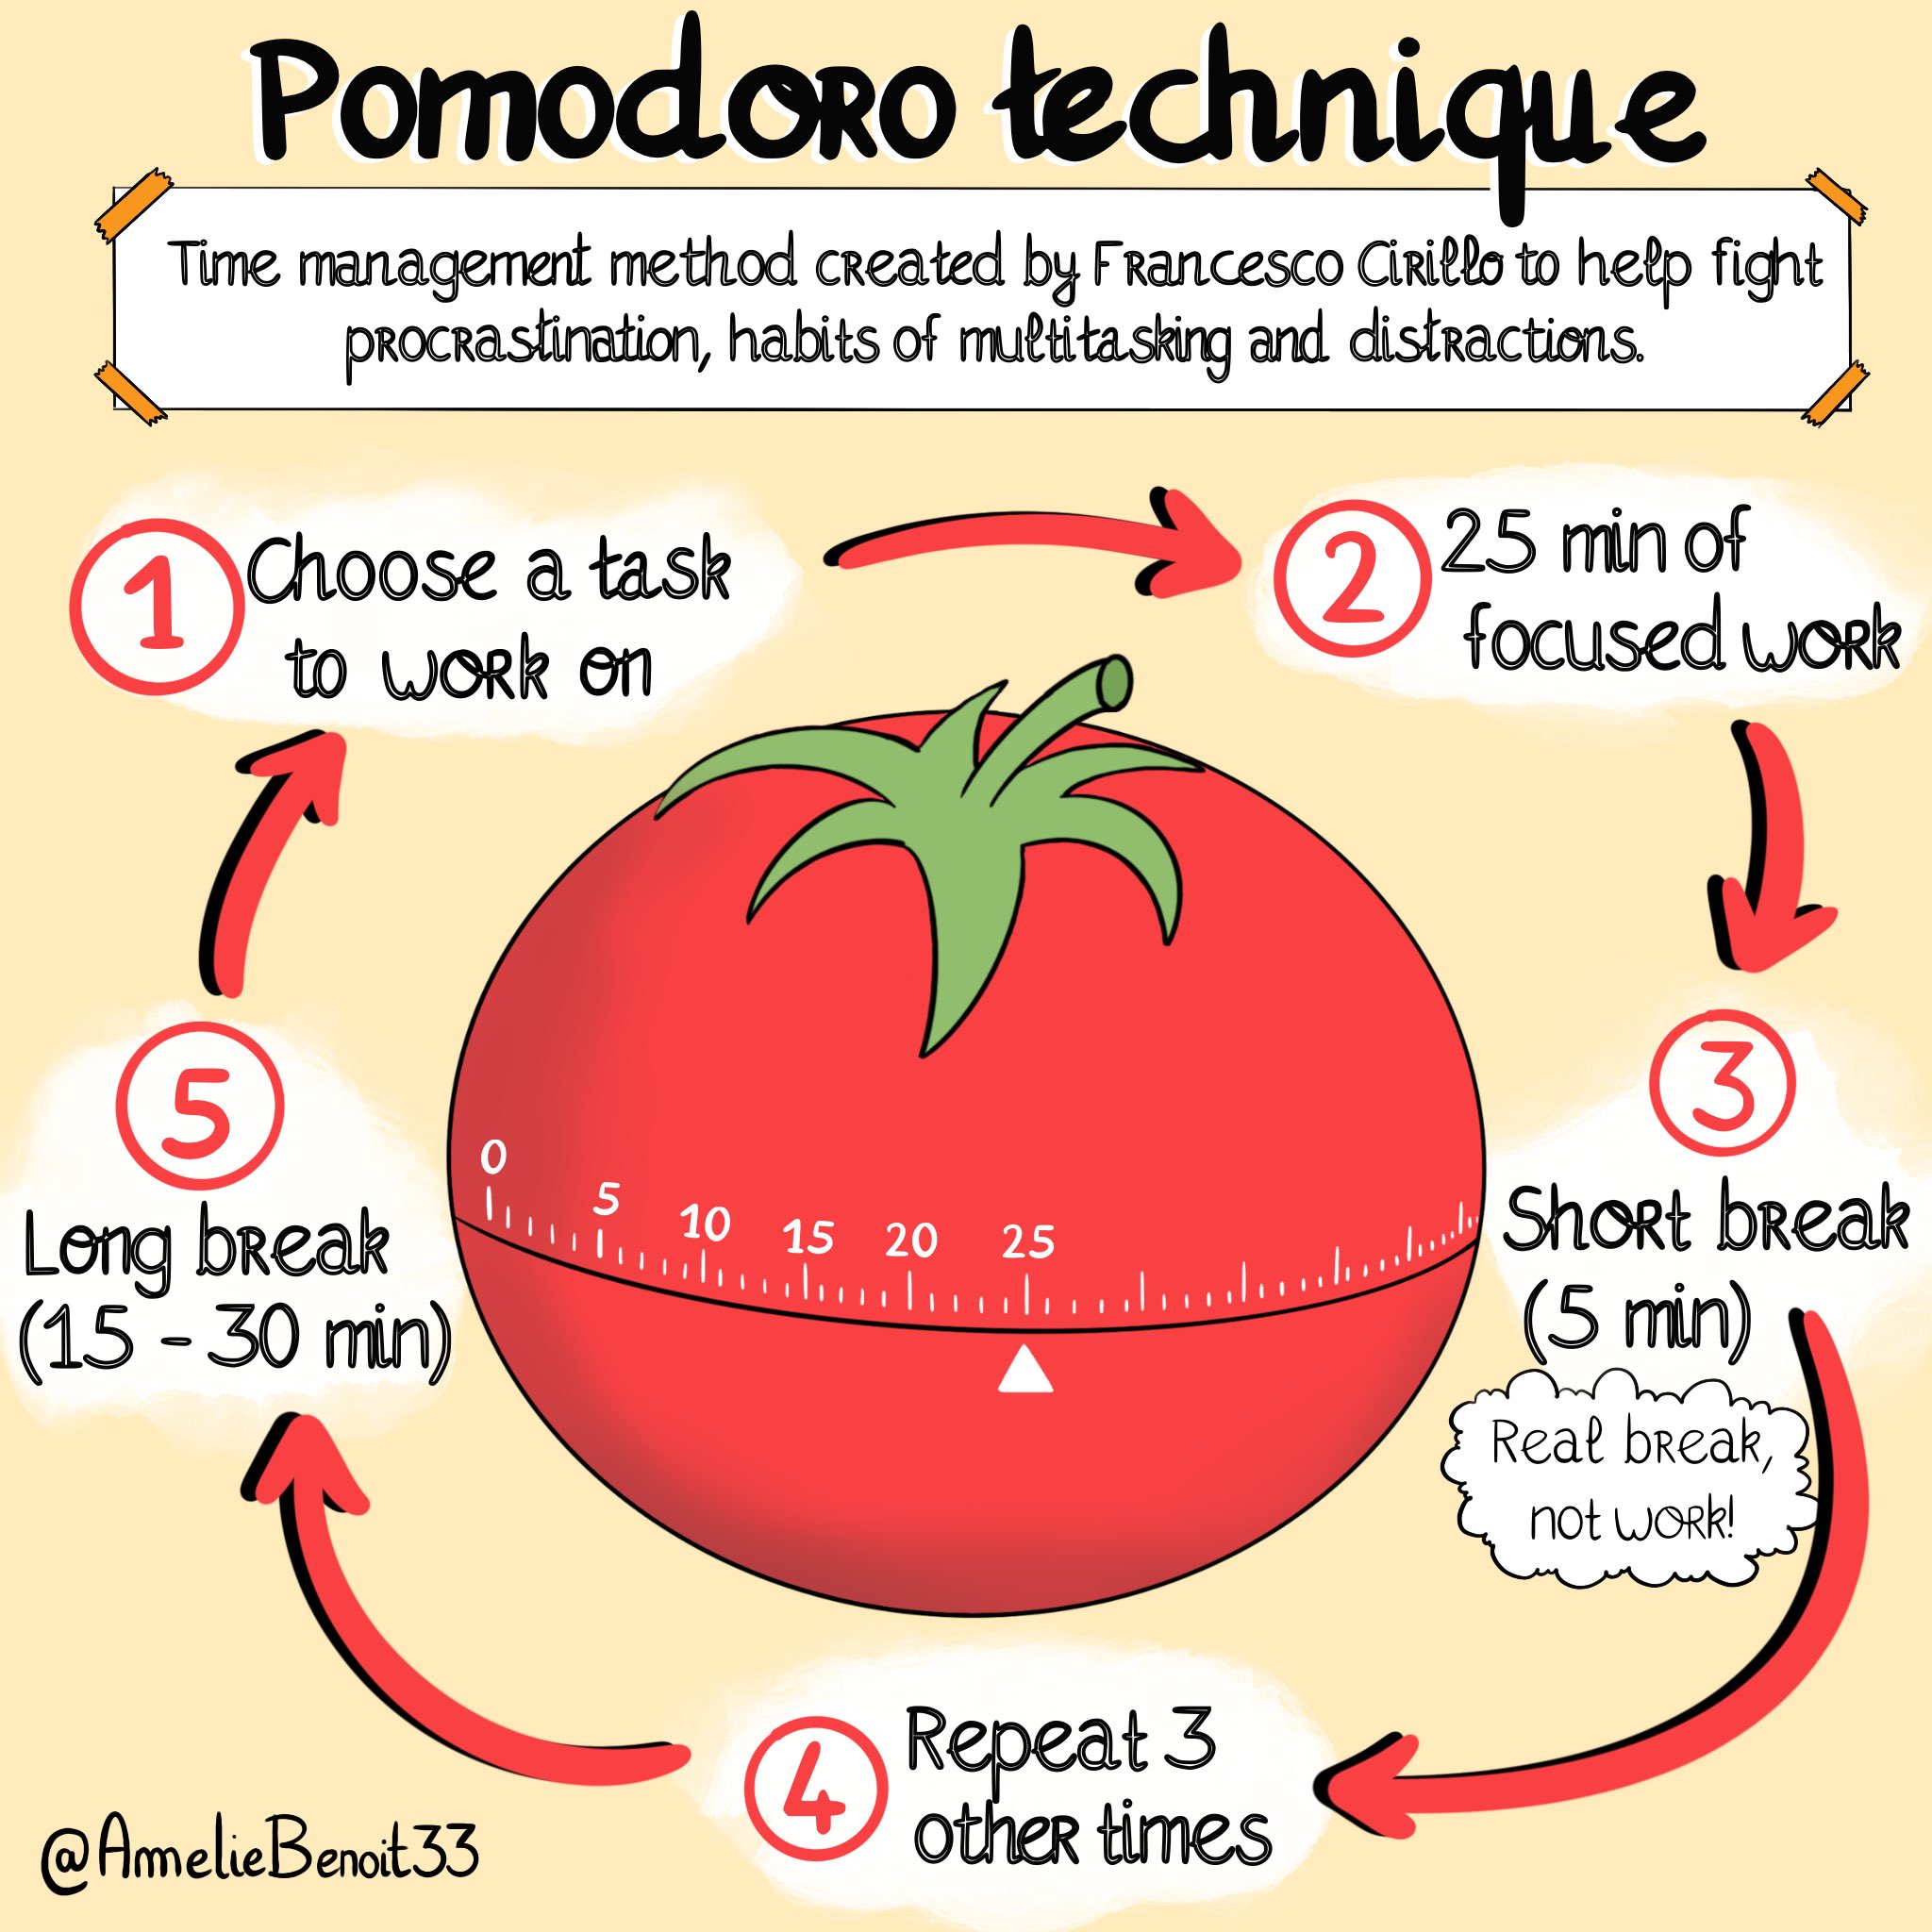 Pomodoro technique
Time management method created by Francesco Cirillo to help fight
procrastination, habits of multitasking and distractions.
1 Choose a task
to work on
2 25 min of
focused work
3
Short break
(5 min)
Real break,
not work!
4 Repeat 3
other times
5
Long break
(15 - 30 min)
0 5 10 15 20 25
@AmelieBenoit33